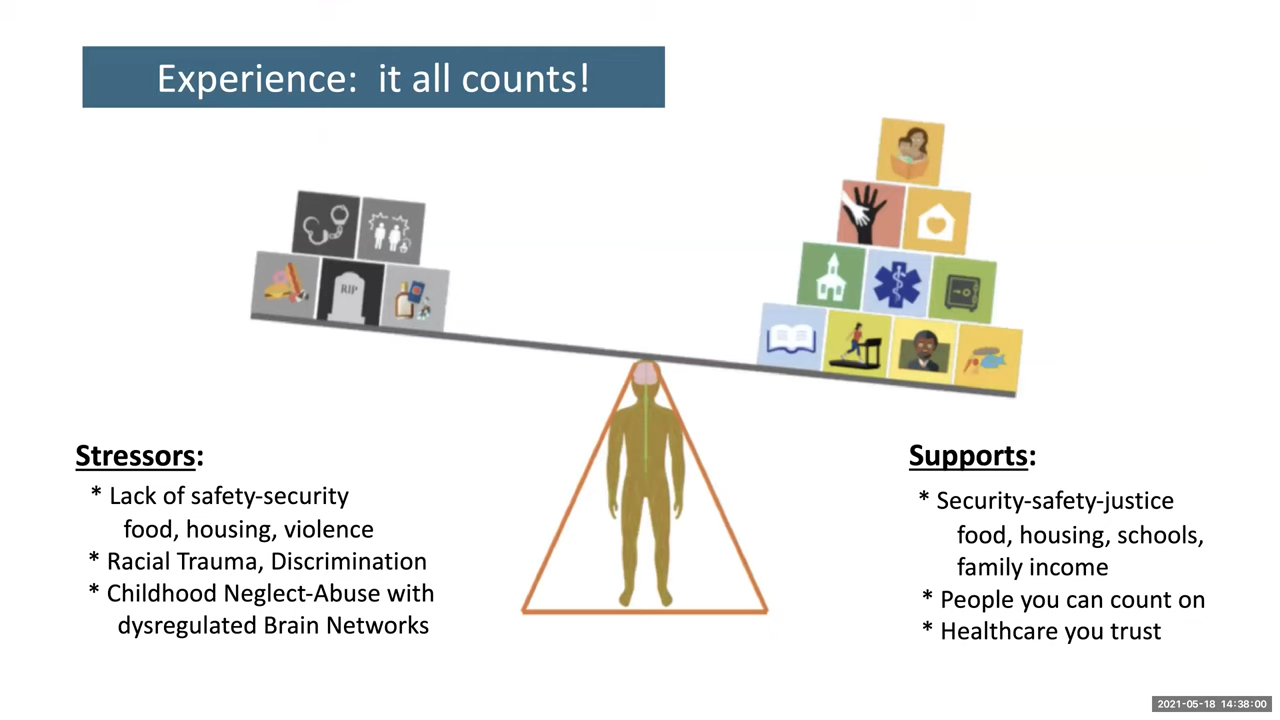 Experience:  it all counts!
RIP
Stressors:
* Lack of safety-security
food, housing, violence
* Racial Trauma, Discrimination
* Childhood Neglect-Abuse with
dysregulated Brain Networks
Supports:
* Security-safety-justice
food, housing, schools,
family income
* People you can count on
* Healthcare you trust
2021-05-18 14:38:00